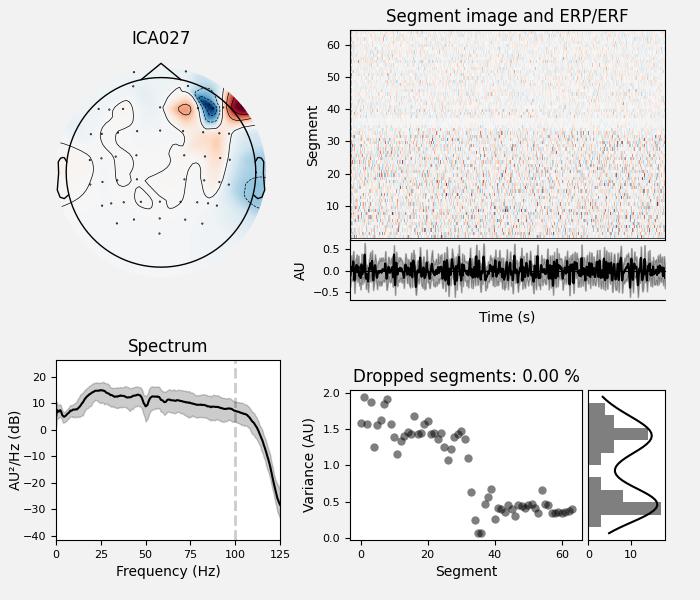 ICA027
Segment image and ERP/ERF
Segment
60
50
40
30
20
10
AU
0.5
0.0
−0.5
Time (s)
Spectrum
AU²/Hz (dB)
20
10
0
−10
−20
−30
−40
0 25 50 75 100 125
Frequency (Hz)
Dropped segments: 0.00 %
Variance (AU)
2.0
1.5
1.0
0.5
0.0
0 20 40 60
Segment
0 10